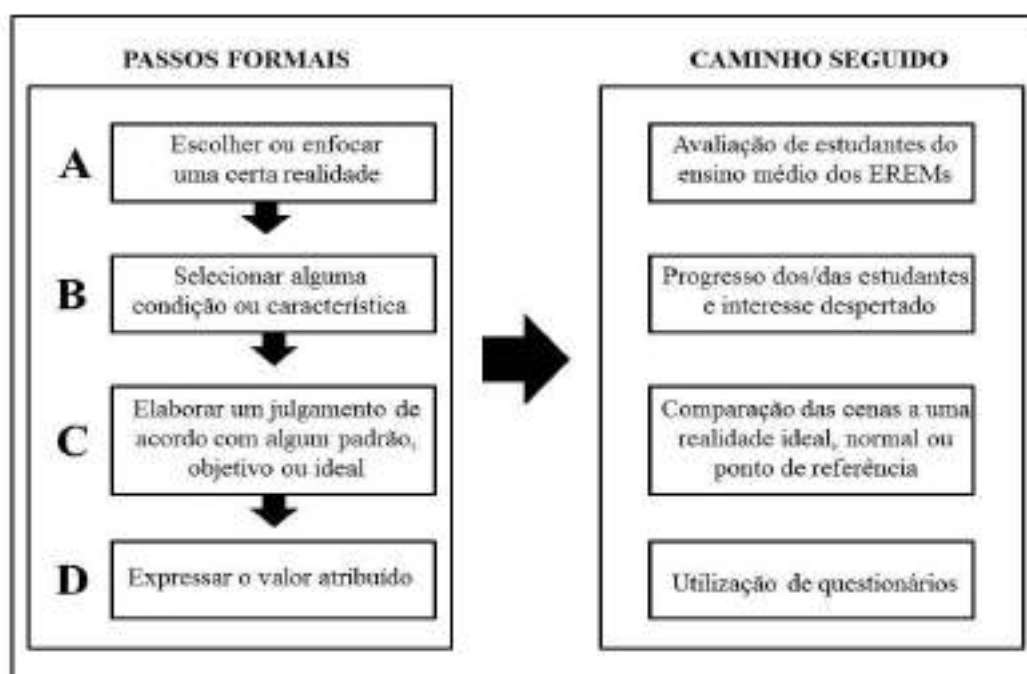 PASSOS FORMAIS
A
Escolher ou enfocar
uma certa realidade
B
Selecionar alguma
condição ou característica
C
Elaborar um julgamento de
acordo com algum padrão,
objetivo ou ideal
D
Expressar o valor atribuído
CAMINHO SEGUIDO
Avaliação de estudantes do
ensino médio dos EREMs
Progresso dos/das estudantes
e interesse despertado
Comparação das cenas a uma
realidade ideal, normal ou
ponto de referência
Utilização de questionários